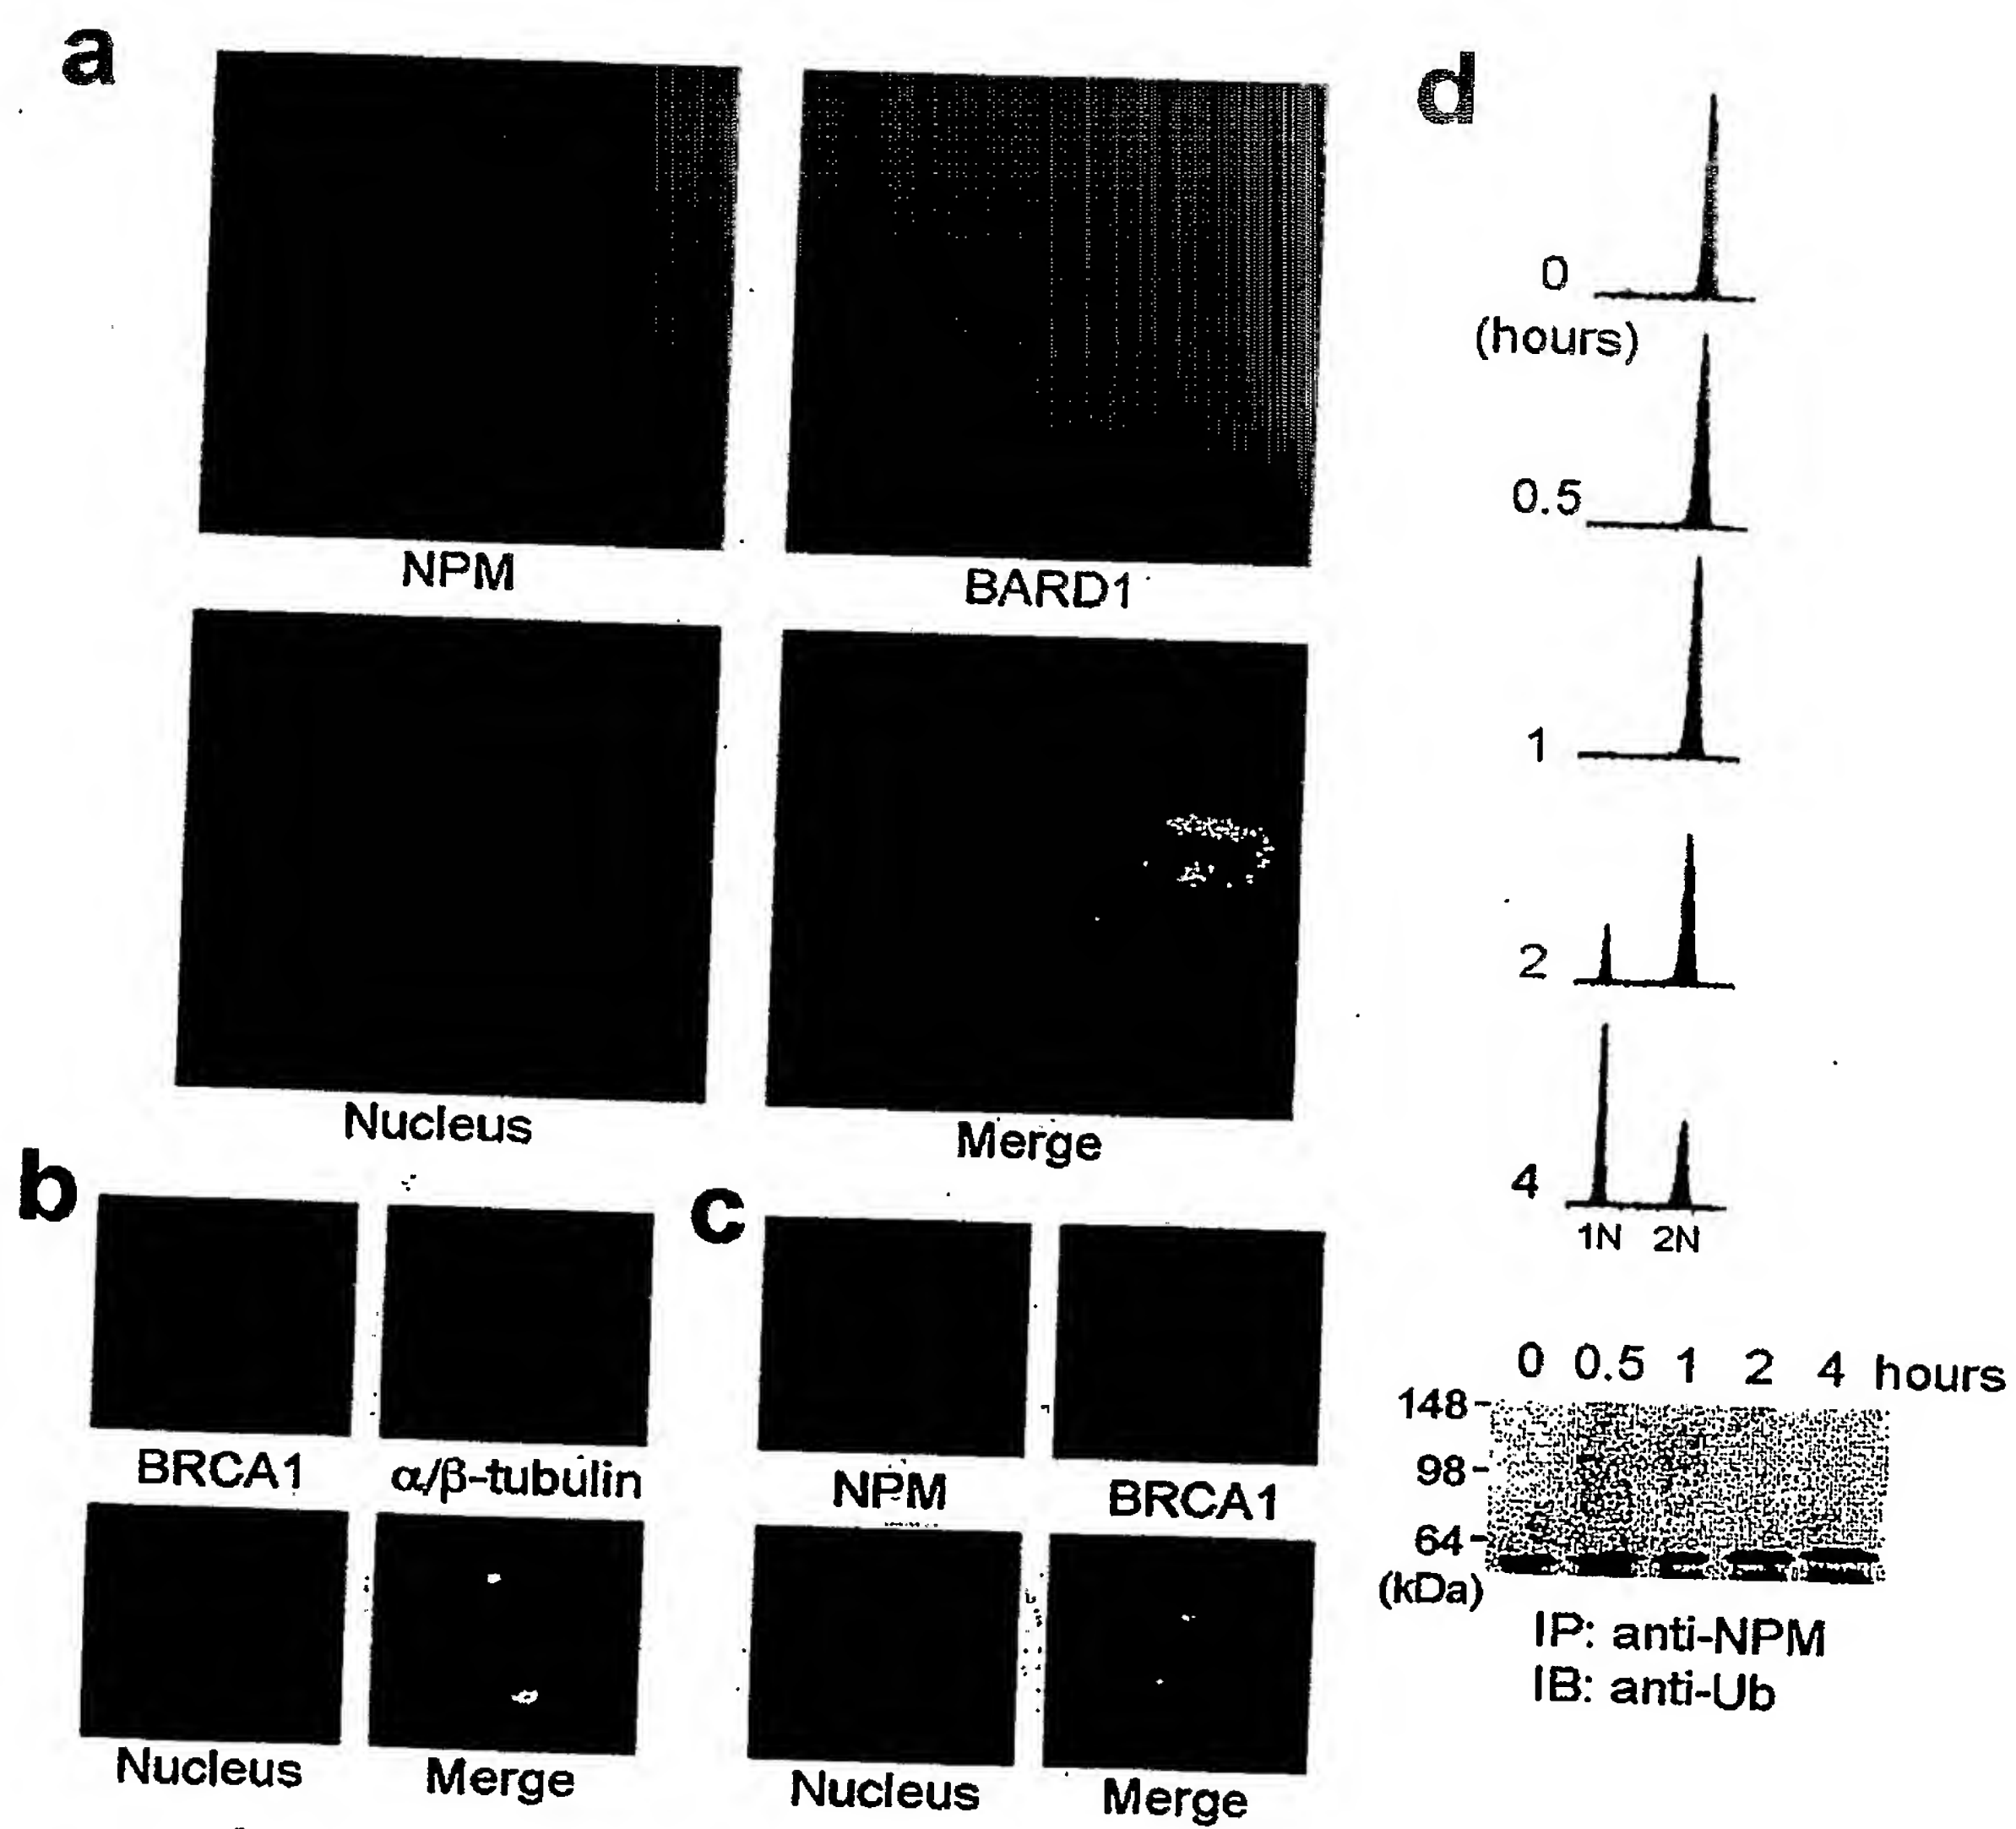 a
NPM
BARD1
Nucleus
Merge
b
BRCA1
α/β-tubulin
Nucleus
Merge
c
NPM
BRCA1
Nucleus
Merge
d
0
(hours)
0.5
1
2
4
1N 2N
0 0.5 1 2 4 hours
148-
98-
64-
(kDa)
IP: anti-NPM
IB: anti-Ub